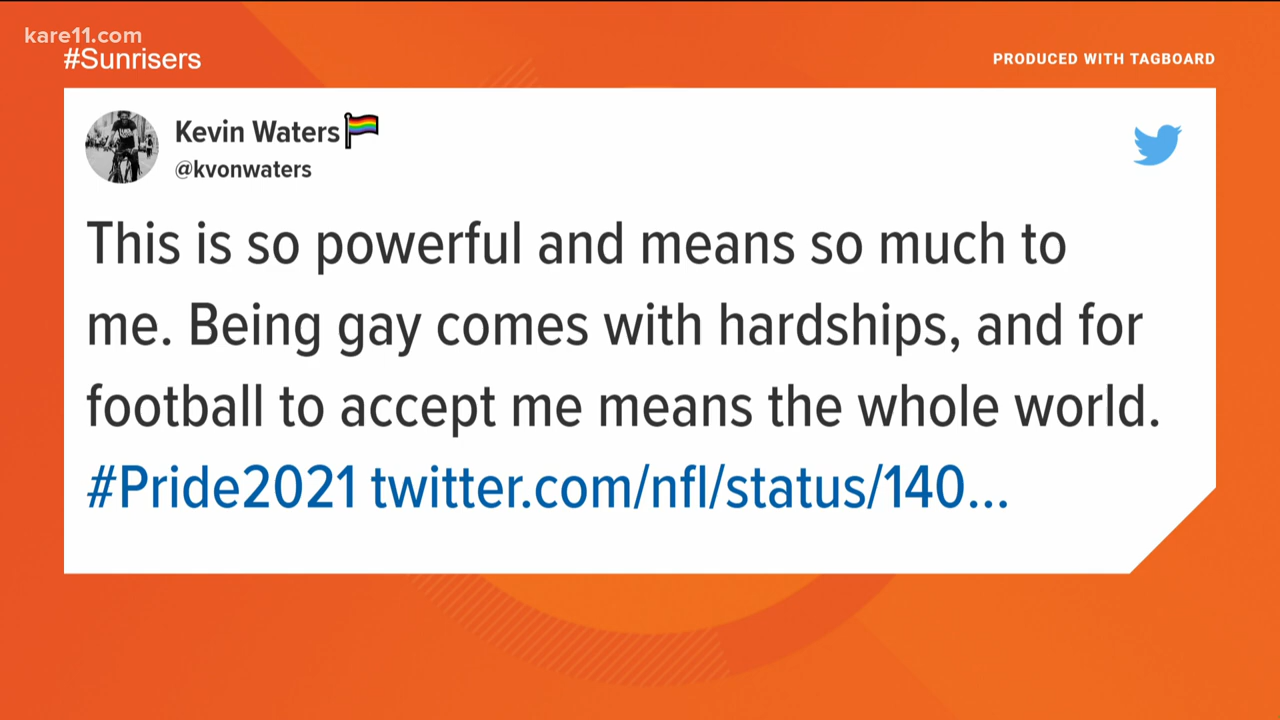 kare11.com
#Sunrisers
PRODUCED WITH TAGBOARD
Kevin Waters
@kvonwaters
This is so powerful and means so much to
me. Being gay comes with hardships, and for
football to accept me means the whole world.
#Pride2021 twitter.com/nfl/status/140...